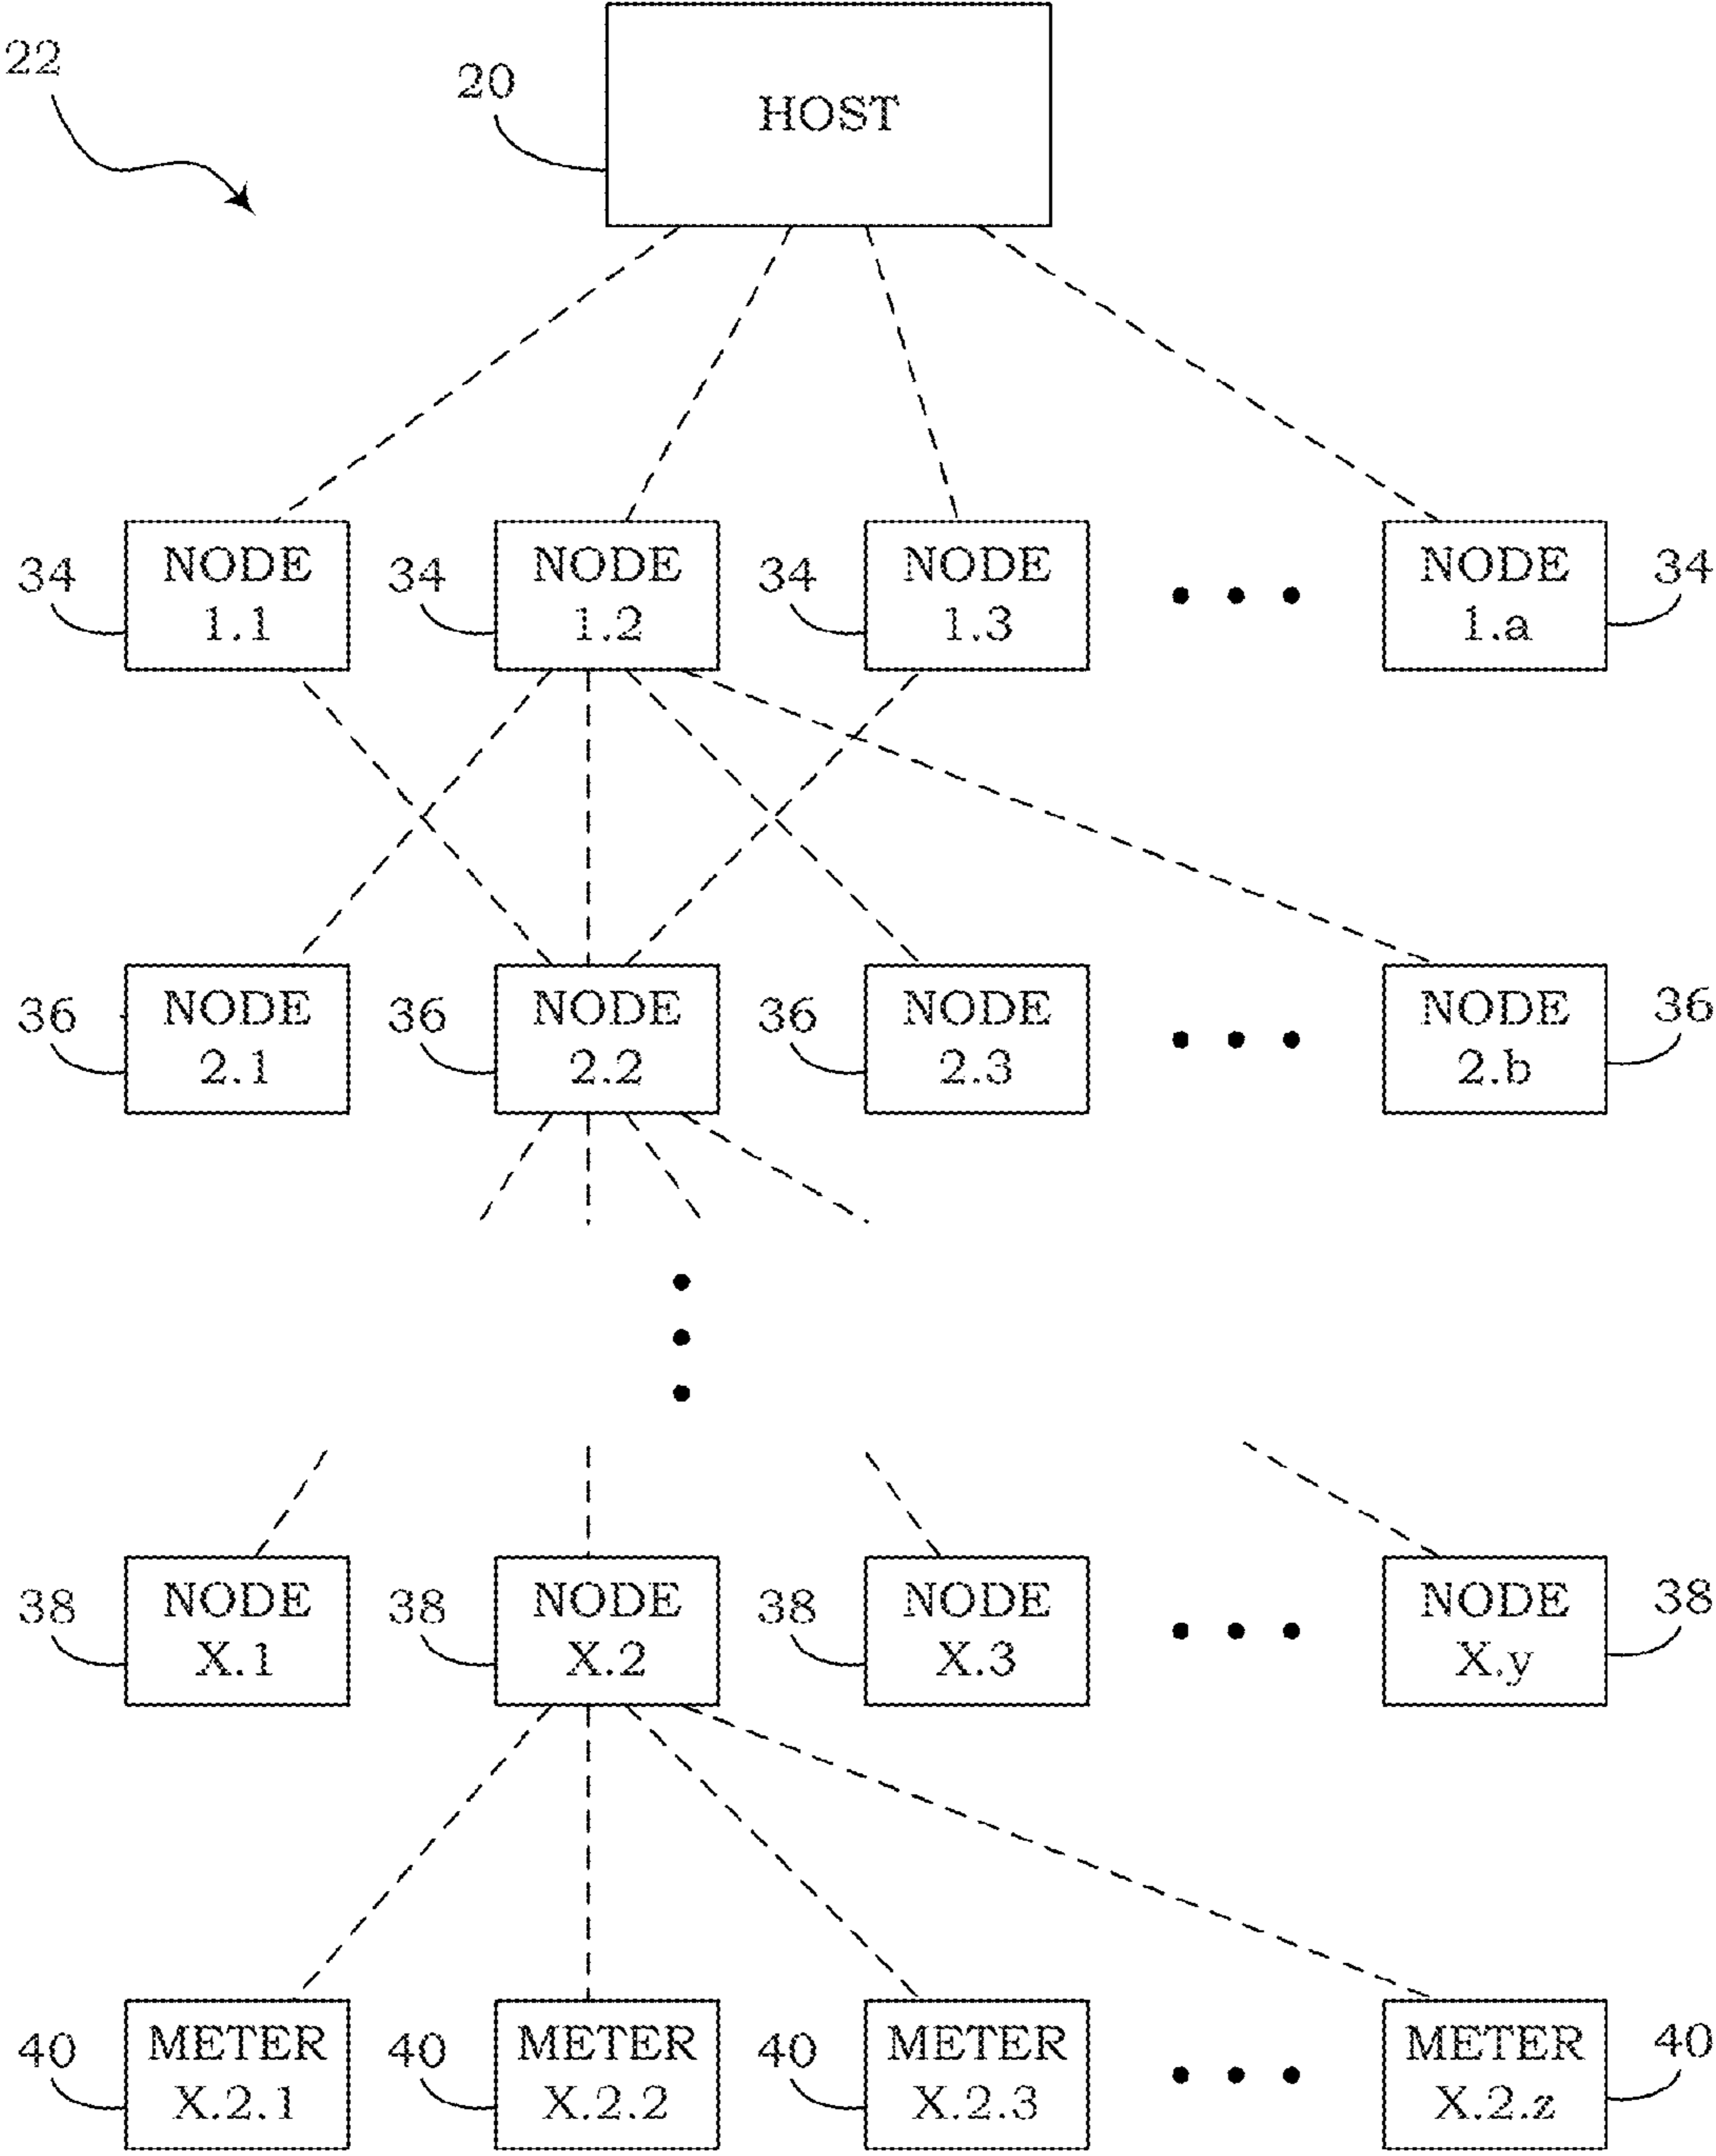 22
20
HOST
34
NODE
1.1
34
NODE
1.2
34
NODE
1.3
NODE
1.a
34
36
NODE
2.1
36
NODE
2.2
36
NODE
2.3
NODE
2.b
36
38
NODE
X.1
38
NODE
X.2
38
NODE
X.3
NODE
X.y
38
40
METER
X.2.1
40
METER
X.2.2
40
METER
X.2.3
METER
X.2.z
40